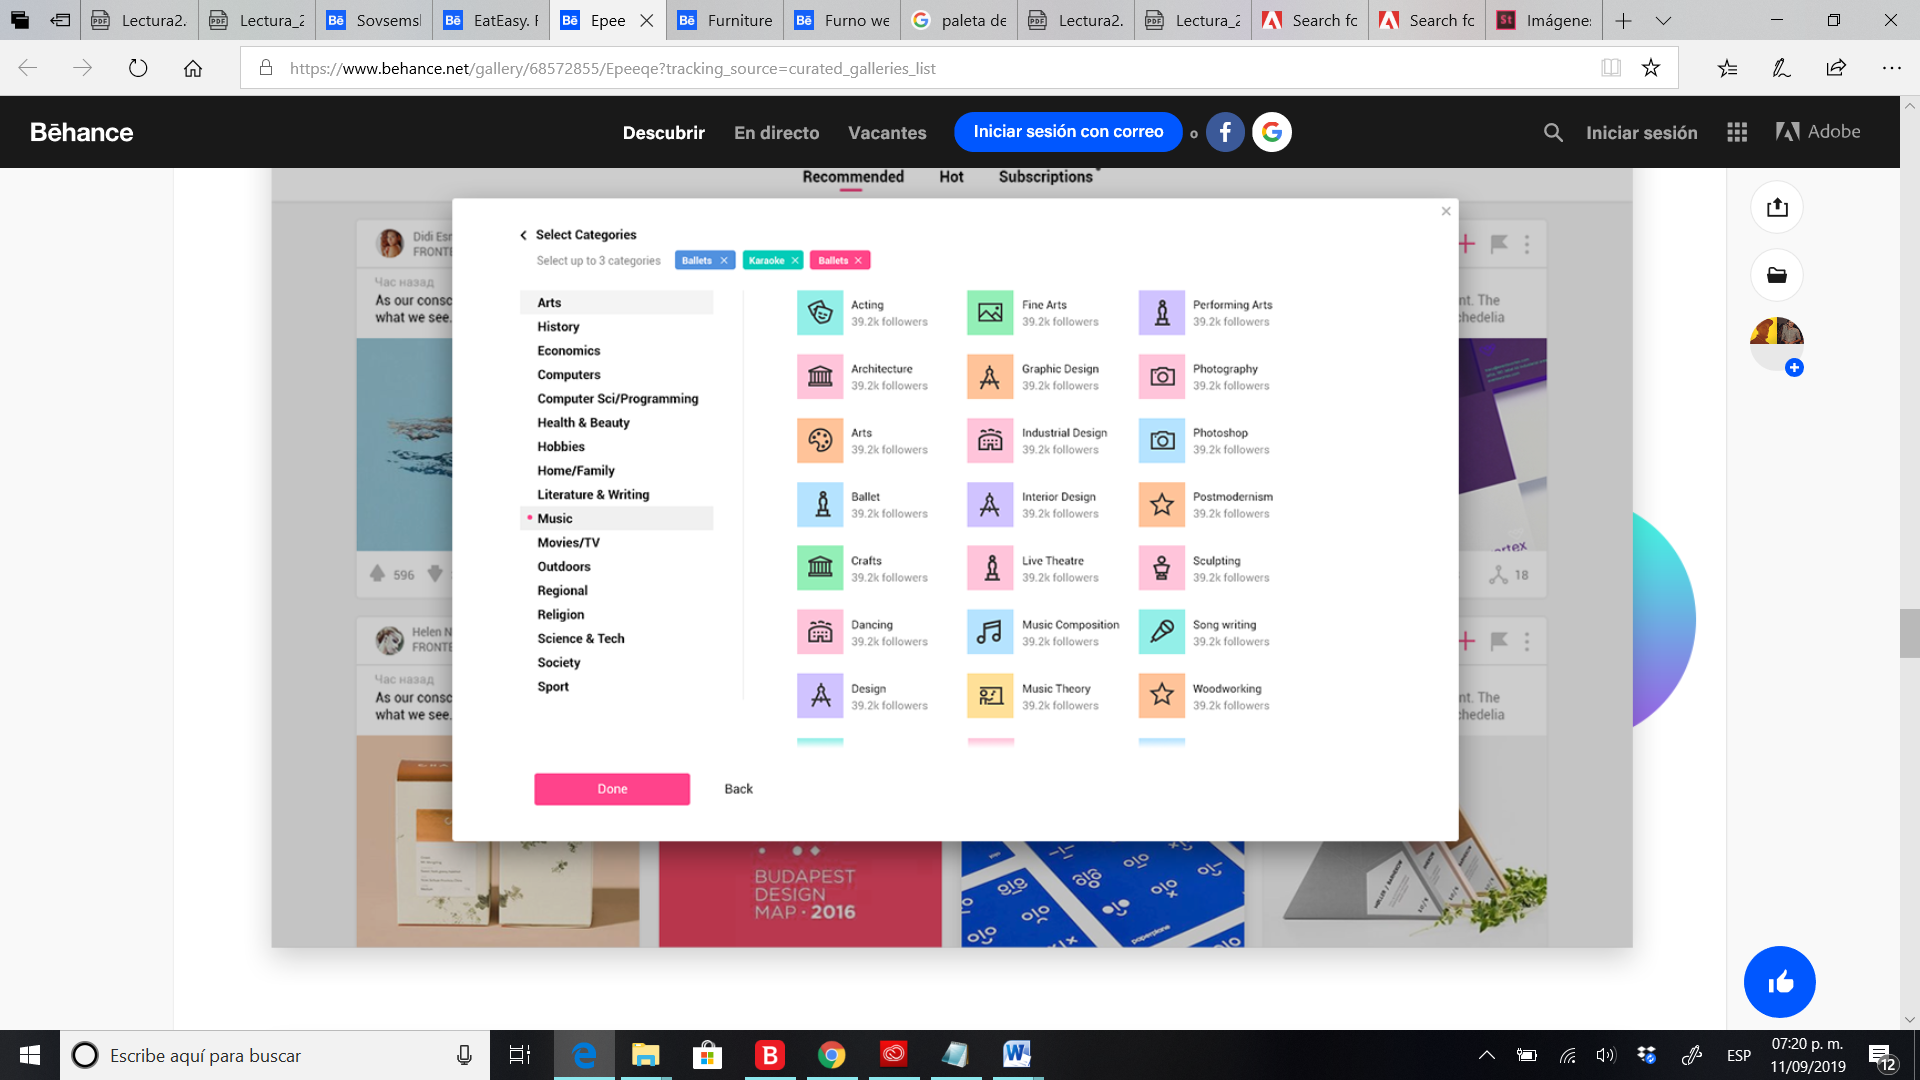 Lectura2.
Lectura_2
Sovsemsl
EatEasy. F
Epee
Furniture
Furno we
paleta de
Lectura2.
Lectura_2
Search fo
Search fo
Imágene:
https://www.behance.net/gallery/68572855/Epeeqe?tracking_source=curated_galleries_list
Bēhance
Descubrir
En directo
Vacantes
Iniciar sesión con correo
o
Iniciar sesión
Adobe
Recommended
Hot
Subscriptions
Didi Esr
FRONTE
Час назад
As our consc
what we see.
596
Helen N
FRONTE
Час назад
As our consc
what we see.
Select Categories
Select up to 3 categories
Ballets
Karaoke
Ballets
Arts
History
Economics
Computers
Computer Sci/Programming
Health & Beauty
Hobbies
Home/Family
Literature & Writing
Music
Movies/TV
Outdoors
Regional
Religion
Science & Tech
Society
Sport
Acting
39.2k followers
Fine Arts
39.2k followers
Performing Arts
39.2k followers
Architecture
39.2k followers
Graphic Design
39.2k followers
Photography
39.2k followers
Arts
39.2k followers
Industrial Design
39.2k followers
Photoshop
39.2k followers
Ballet
39.2k followers
Interior Design
39.2k followers
Postmodernism
39.2k followers
Crafts
39.2k followers
Live Theatre
39.2k followers
Sculpting
39.2k followers
Dancing
39.2k followers
Music Composition
39.2k followers
Song writing
39.2k followers
Design
39.2k followers
Music Theory
39.2k followers
Woodworking
39.2k followers
Done
Back
nt. The
hedelia
18
nt. The
hedelia
BUDAPEST
DESIGN
MAP · 2016
paperplane
Escribe aquí para buscar
ESP
07:20 p. m.
11/09/2019
12